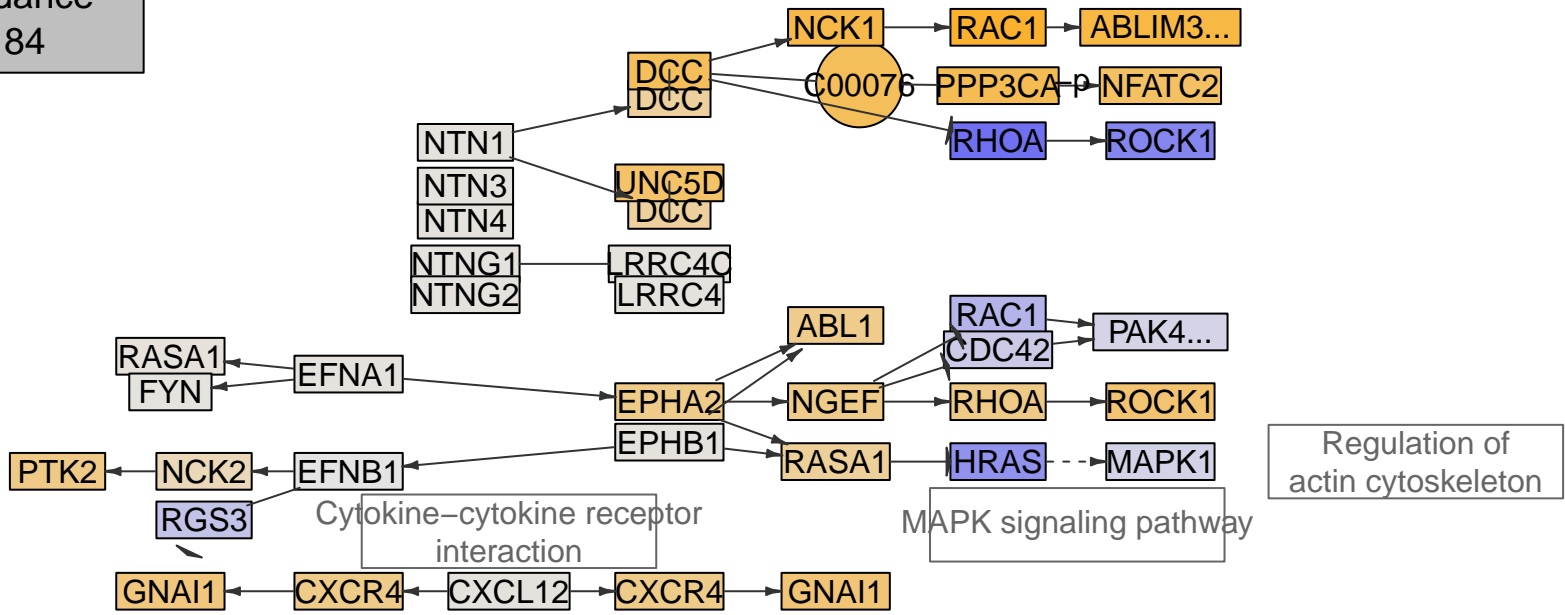 84
NCK1
RAC1
ABLIM3...
DCC
DCC
C00076
PPP3CA
–p
NFATC2
NTN1
RHOA
ROCK1
NTN3
NTN4
UNC5D
DCC
NTNG1
NTNG2
LRRC4C
LRRC4
RASA1
FYN
EFNA1
ABL1
RAC1
CDC42
PAK4...
EPHA2
EPHB1
NGEF
RHOA
ROCK1
PTK2
NCK2
EFNB1
RASA1
HRAS
MAPK1
Regulation of
actin cytoskeleton
RGS3
Cytokine–cytokine receptor
interaction
MAPK signaling pathway
GNAI1
CXCR4
CXCL12
CXCR4
GNAI1